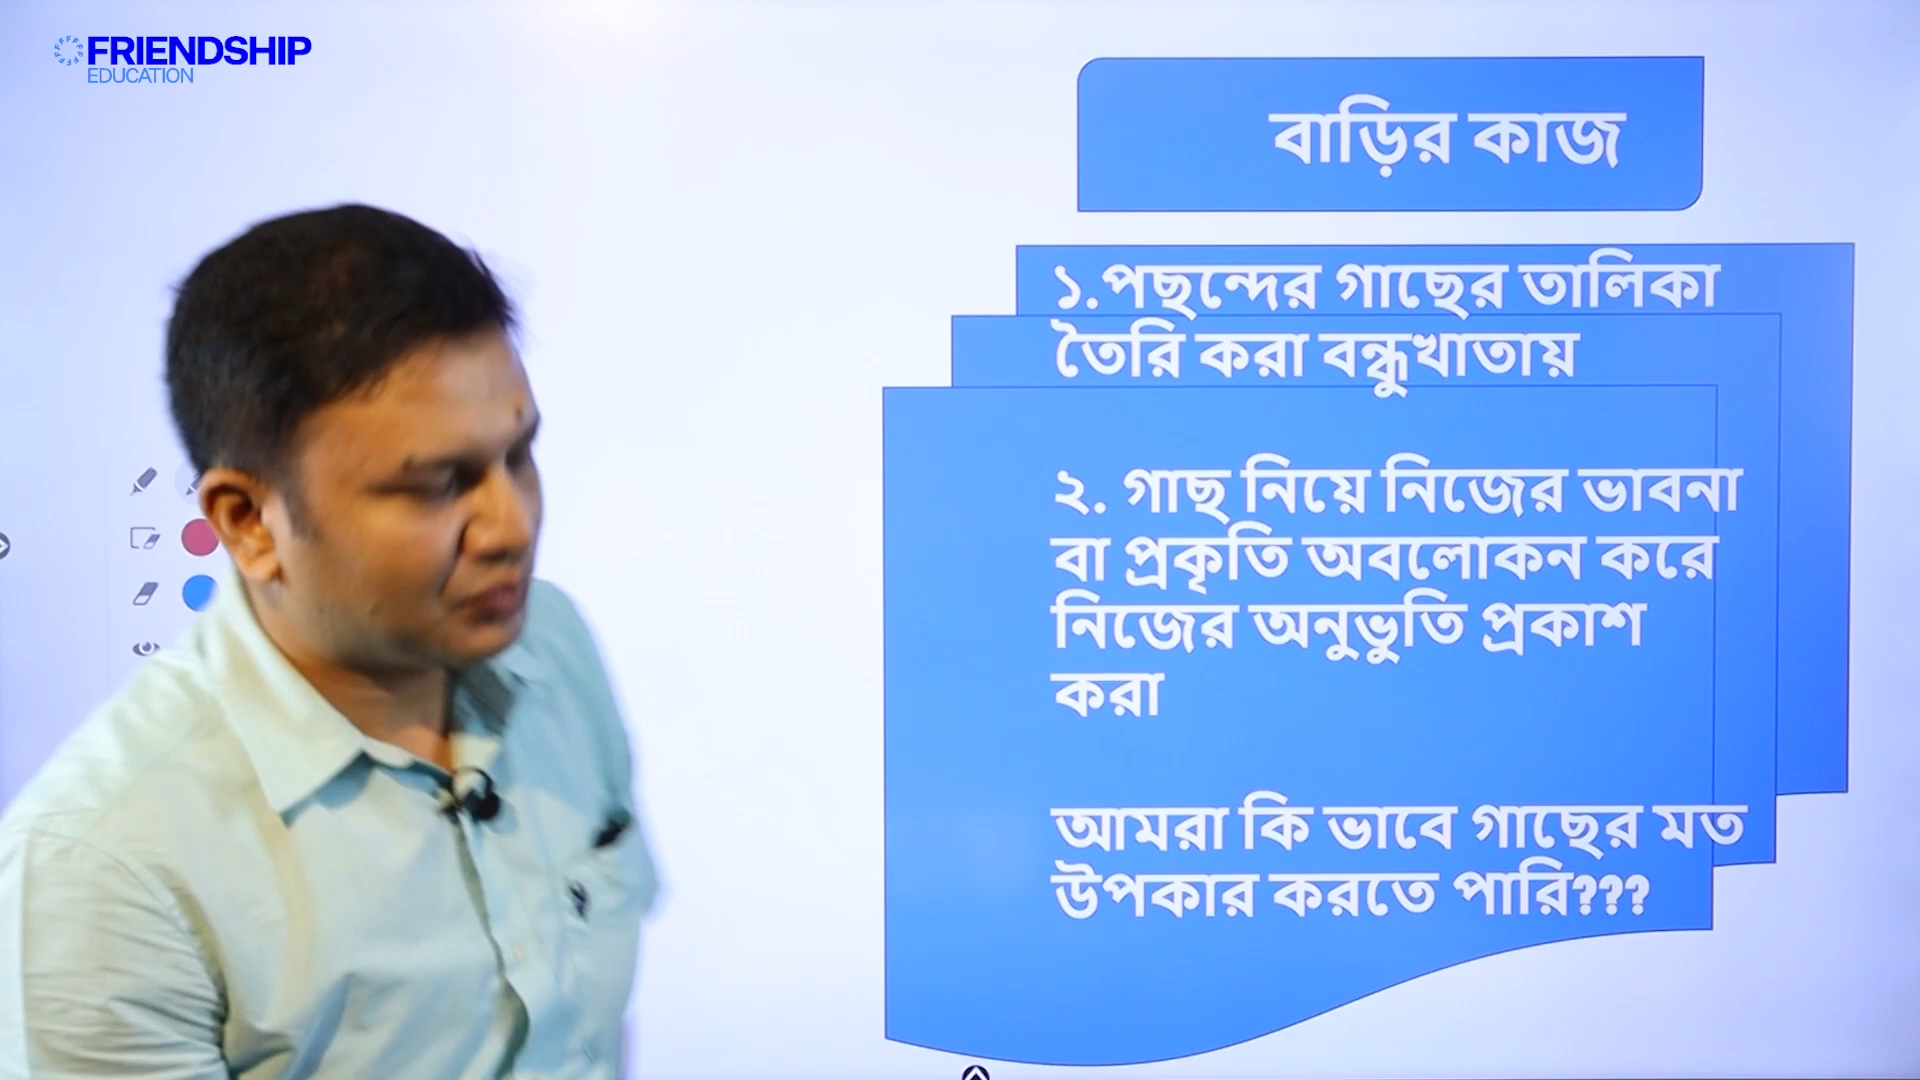 FRIENDSHIP
EDUCATION
বাড়ির কাজ
১.পছন্দের গাছের তালিকা
তৈরি করা বন্ধুখাতায়
২. গাছ নিয়ে নিজের ভাবনা
বা প্রকৃতি অবলোকন করে
নিজের অনুভুতি প্রকাশ
করা
আমরা কি ভাবে গাছের মত
উপকার করতে পারি???